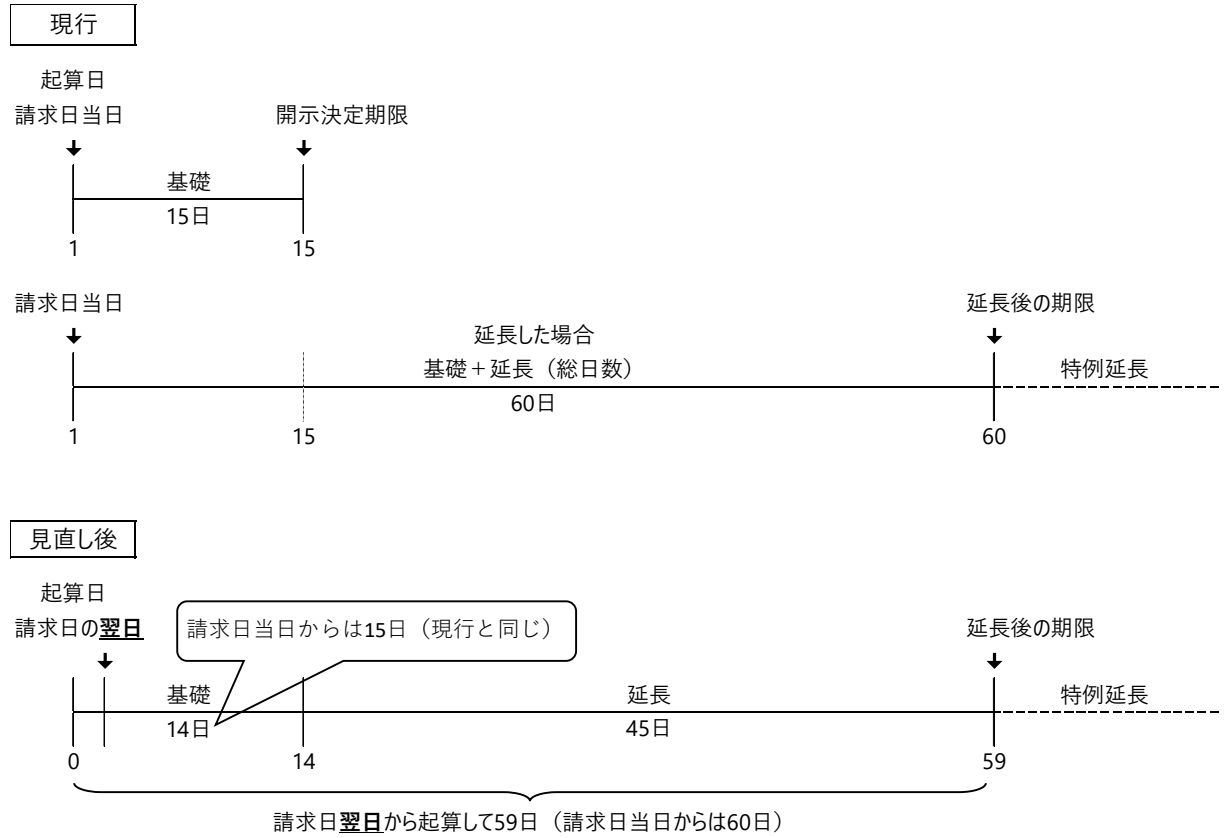 現行
起算日
請求日当日 開示決定期限
基礎
15日
1 15
請求日当日 延長後の期限
延長した場合
基礎＋延長（総日数） 特例延長
60日
1 15 60
見直し後
起算日
請求日の翌日 請求日当日からは15日（現行と同じ） 延長後の期限
基礎 延長 特例延長
14日 45日
0 14 59
請求日翌日から起算して59日（請求日当日からは60日）